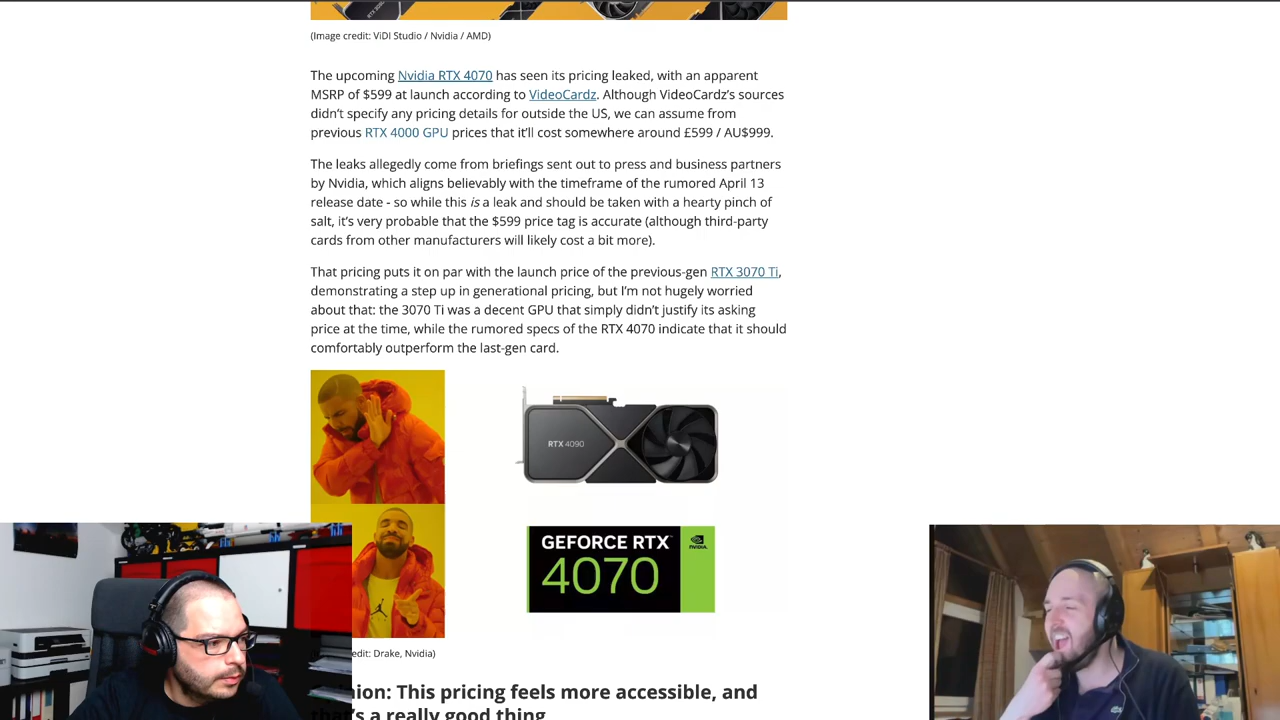 (Image credit: ViDI Studio / Nvidia / AMD)
The upcoming Nvidia RTX 4070 has seen its pricing leaked, with an apparent
MSRP of $599 at launch according to VideoCardz. Although VideoCardz’s sources
didn’t specify any pricing details for outside the US, we can assume from
previous RTX 4000 GPU prices that it’ll cost somewhere around £599 / AU$999.
The leaks allegedly come from briefings sent out to press and business partners
by Nvidia, which aligns believably with the timeframe of the rumored April 13
release date - so while this is a leak and should be taken with a hearty pinch of
salt, it’s very probable that the $599 price tag is accurate (although third-party
cards from other manufacturers will likely cost a bit more).
That pricing puts it on par with the launch price of the previous-gen RTX 3070 Ti,
demonstrating a step up in generational pricing, but I’m not hugely worried
about that: the 3070 Ti was a decent GPU that simply didn’t justify its asking
price at the time, while the rumored specs of the RTX 4070 indicate that it should
comfortably outperform the last-gen card.
RTX 4090
GEFORCE RTX
4070
NVIDIA.
edit: Drake, Nvidia)
nion: This pricing feels more accessible, and
that’s a really good thing